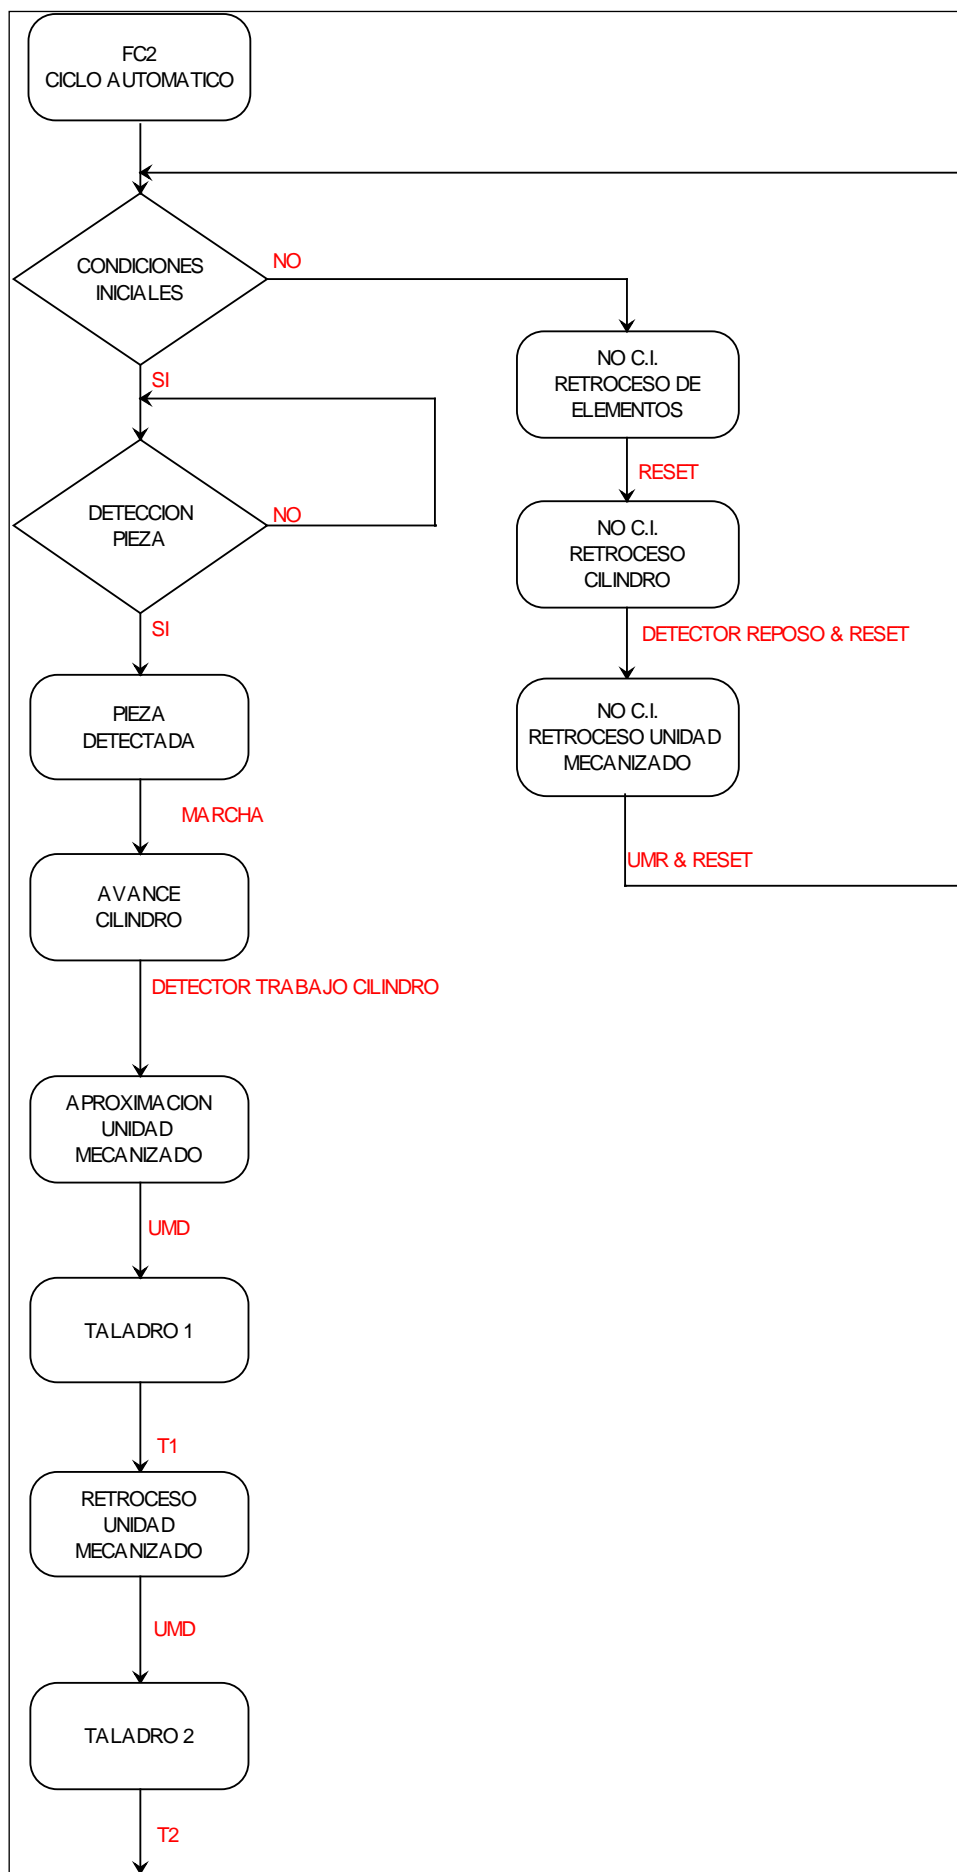 FC2
CICLO AUTOMATICO
CONDICIONES
INICIALES
NO
SI
NO C.I.
RETROCESO DE
ELEMENTOS
RESET
DETECCION
PIEZA
NO
SI
NO C.I.
RETROCESO
CILINDRO
DETECTOR REPOSO & RESET
PIEZA
DETECTADA
NO C.I.
RETROCESO UNIDAD
MECANIZADO
MARCHA
UMR & RESET
AVANCE
CILINDRO
DETECTOR TRABAJO CILINDRO
APROXIMACION
UNIDAD
MECANIZADO
UMD
TALADRO 1
T1
RETROCESO
UNIDAD
MECANIZADO
UMD
TALADRO 2
T2